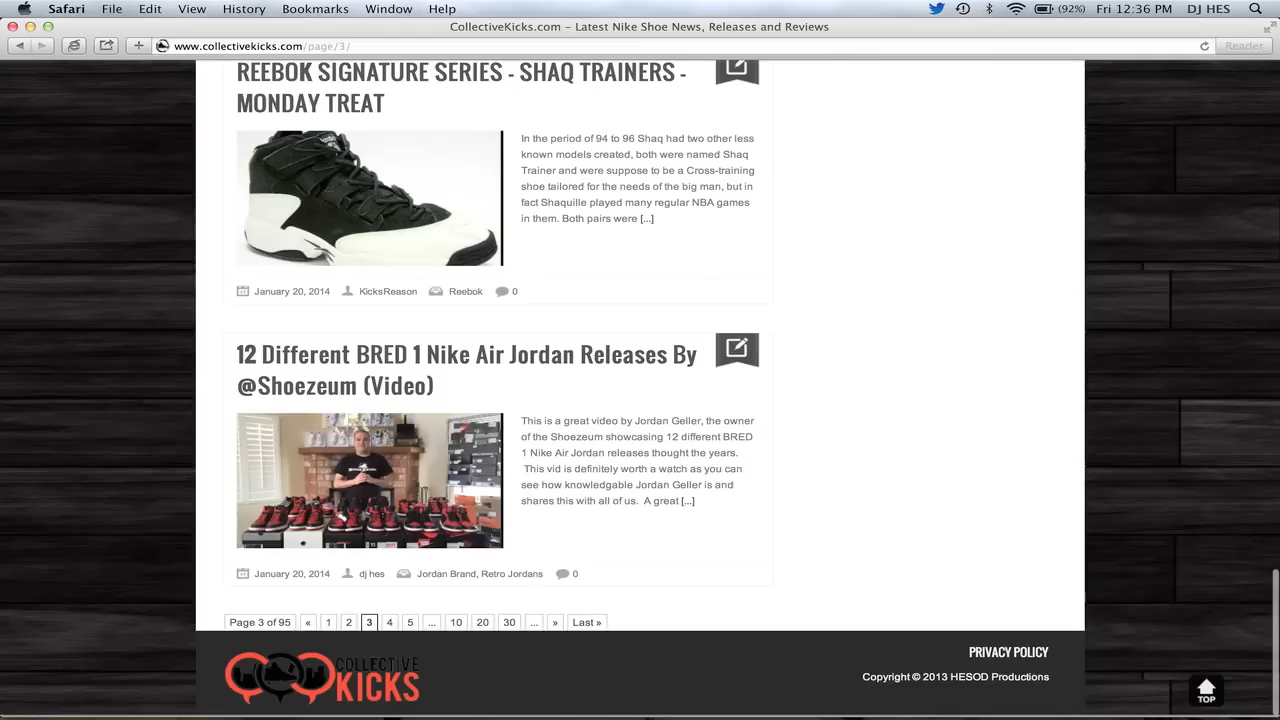 Safari File Edit View History Bookmarks Window Help (92%) Fri 12:36 PM DJ HES
CollectiveKicks.com – Latest Nike Shoe News, Releases and Reviews
www.collectivekicks.com/page/3/ Reader
REEBOK SIGNATURE SERIES - SHAQ TRAINERS -
MONDAY TREAT
In the period of 94 to 96 Shaq had two other less
known models created, both were named Shaq
Trainer and were suppose to be a Cross-training
shoe tailored for the needs of the big man, but in
fact Shaquille played many regular NBA games
in them. Both pairs were [...]
January 20, 2014 KicksReason Reebok 0
12 Different BRED 1 Nike Air Jordan Releases By
@Shoezeum (Video)
This is a great video by Jordan Geller, the owner
of the Shoezeum showcasing 12 different BRED
1 Nike Air Jordan releases thought the years.
This vid is definitely worth a watch as you can
see how knowledgable Jordan Geller is and
shares this with all of us. A great [...]
January 20, 2014 dj hes Jordan Brand, Retro Jordans 0
Page 3 of 95 « 1 2 3 4 5 ... 10 20 30 ... » Last »
PRIVACY POLICY
Copyright © 2013 HESOD Productions
COLLECTIVE
KICKS
TOP